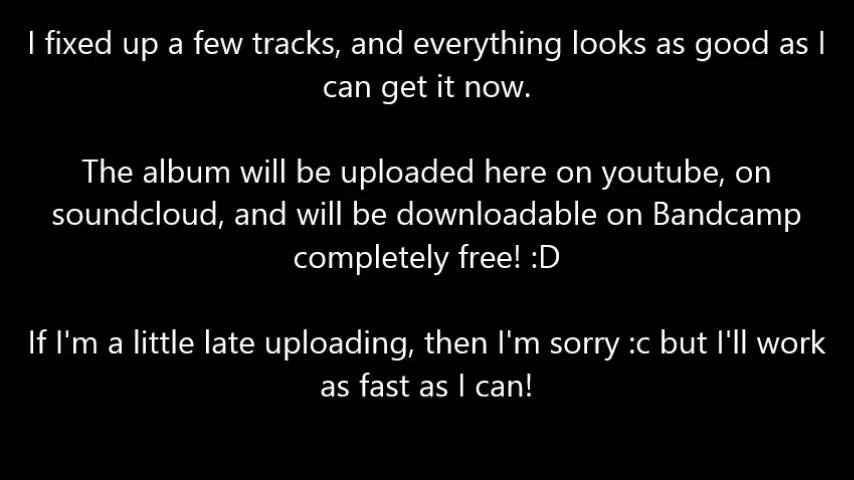 I fixed up a few tracks, and everything looks as good as I
can get it now.
The album will be uploaded here on youtube, on
soundcloud, and will be downloadable on Bandcamp
completely free! :D
If I'm a little late uploading, then I'm sorry :c but I'll work
as fast as I can!